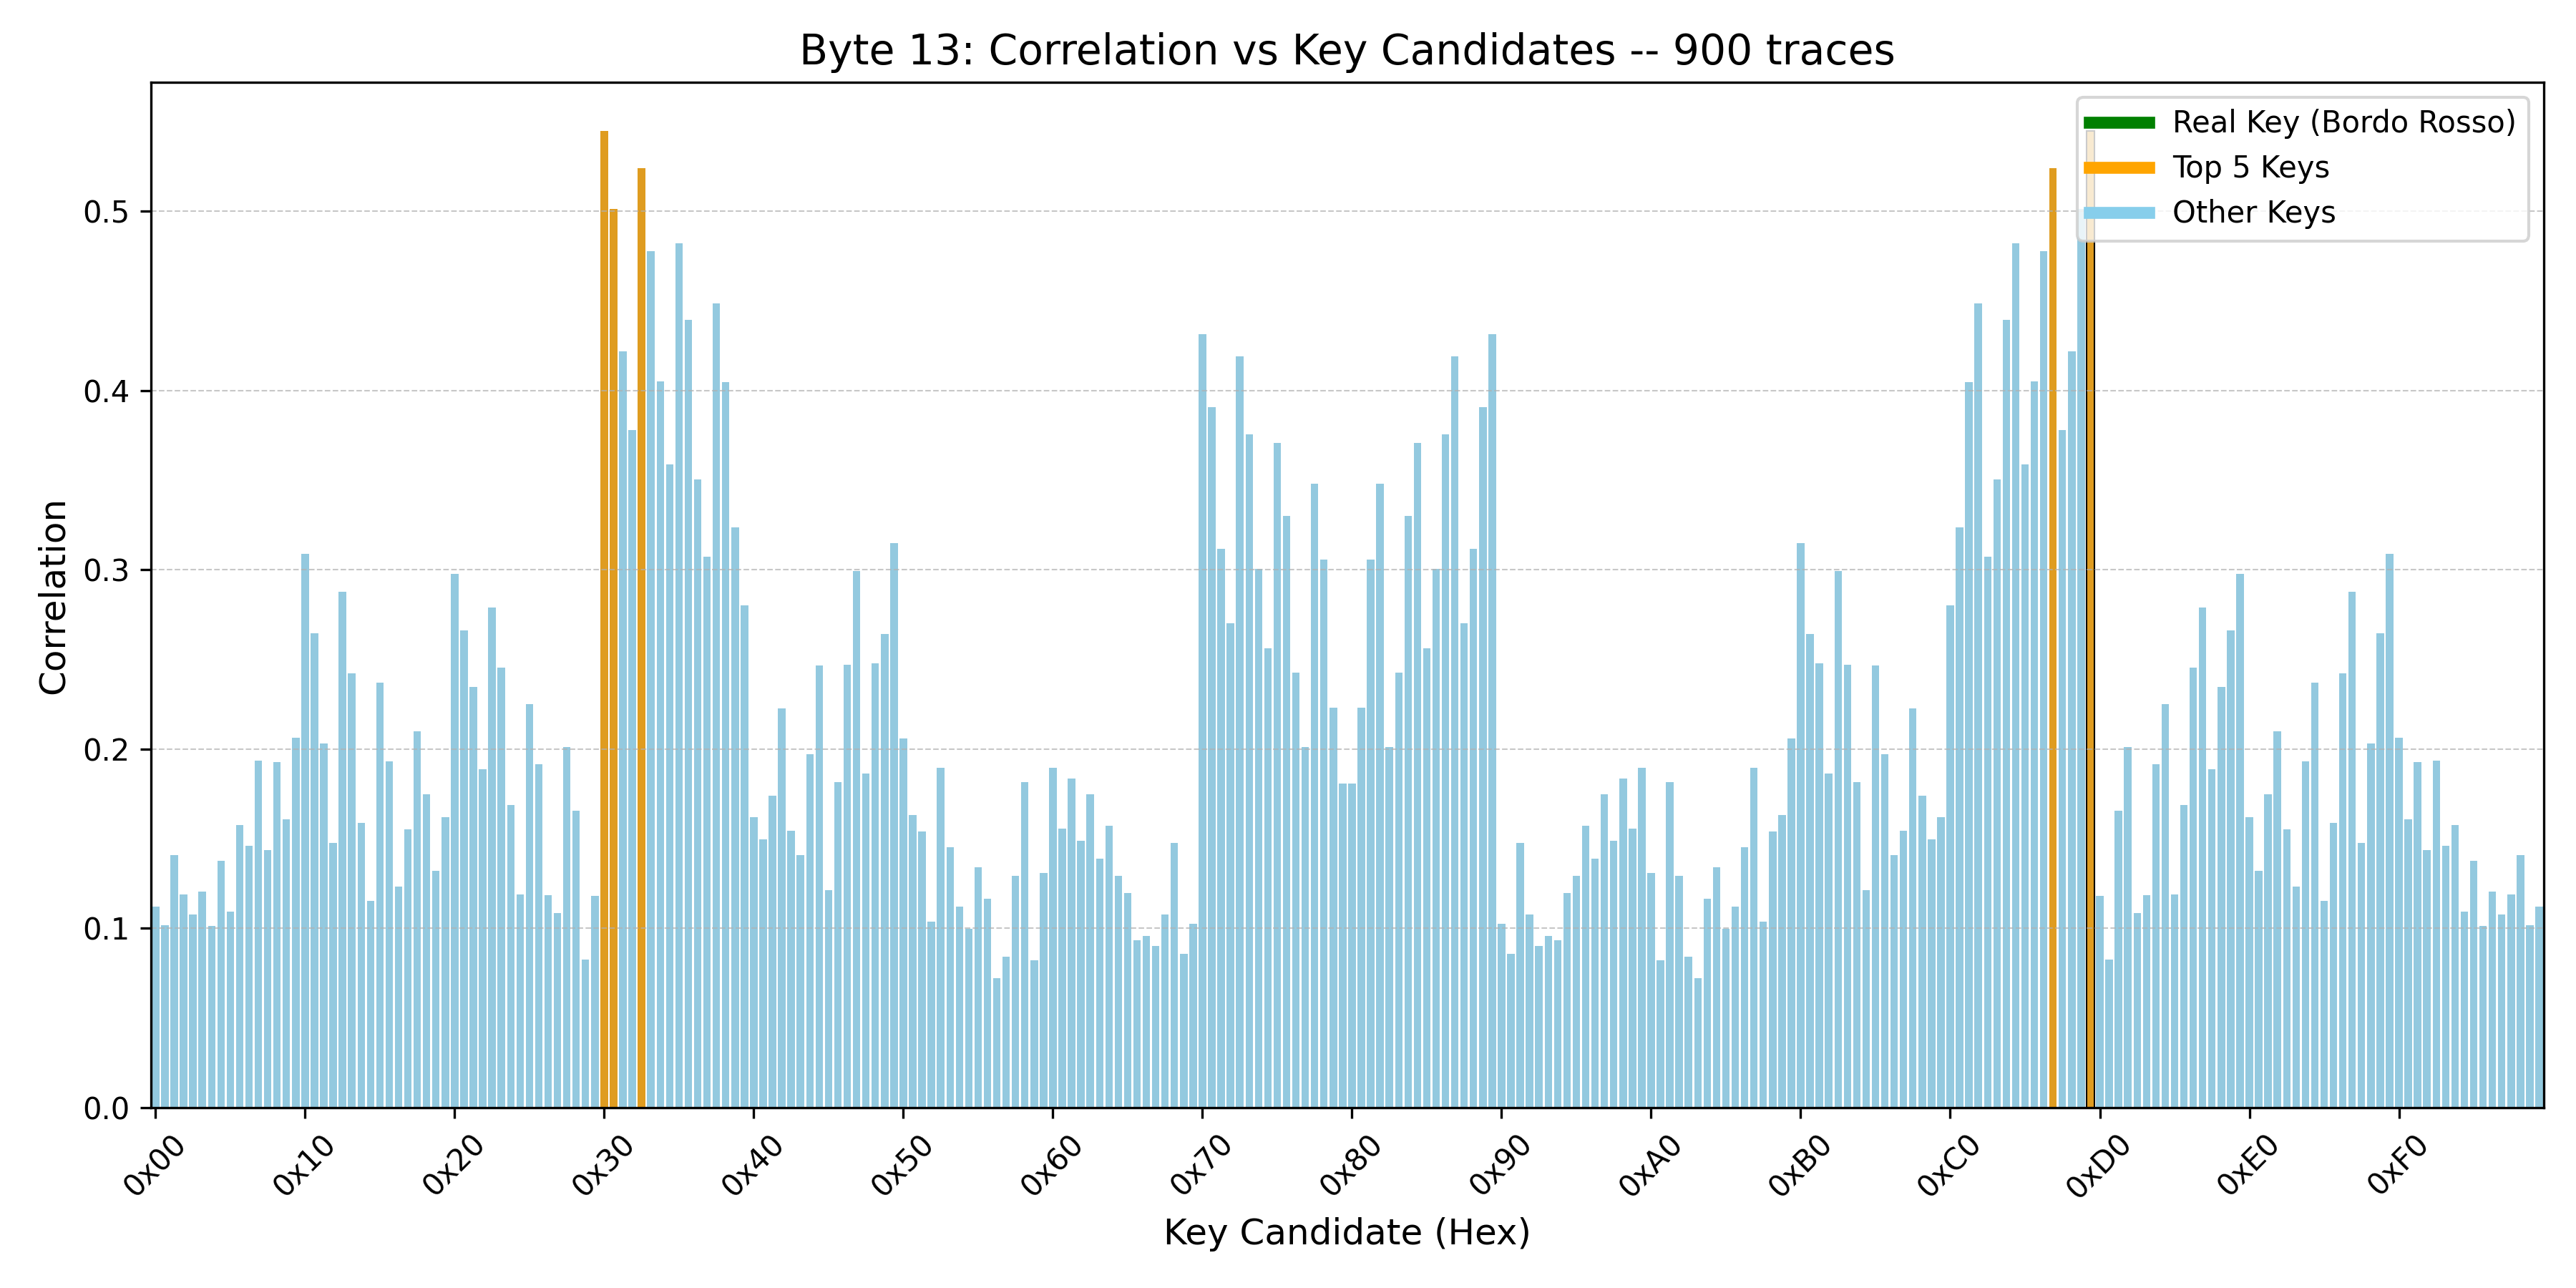 Byte 13: Correlation vs Key Candidates -- 900 traces
Real Key (Bordo Rosso)
Top 5 Keys
Other Keys
Correlation
0.5
0.4
0.3
0.2
0.1
0.0
0x00 0x10 0x20 0x30 0x40 0x50 0x60 0x70 0x80 0x90 0xA0 0xB0 0xC0 0xD0 0xE0 0xF0
Key Candidate (Hex)